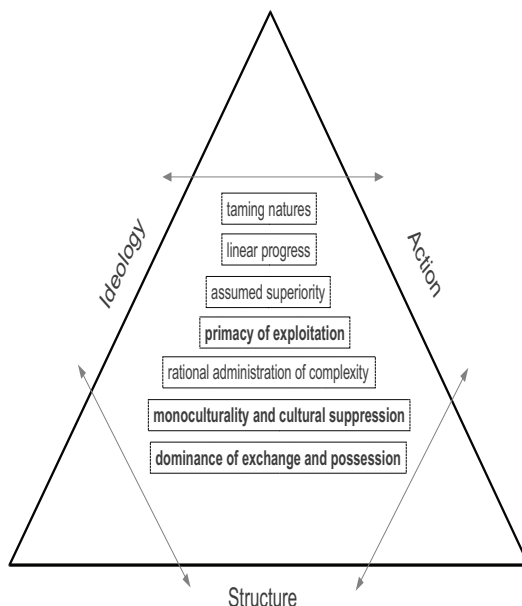 taming natures
linear progress
Ideology
Action
assumed superiority
primacy of exploitation
rational administration of complexity
monoculturality and cultural suppression
dominance of exchange and possession
Structure